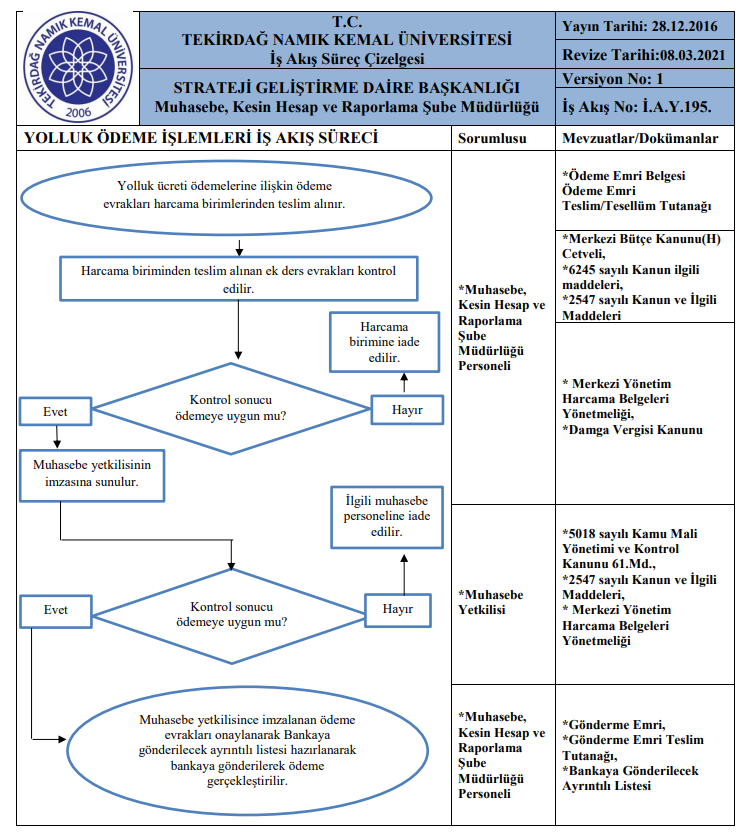 TEKİRDAĞ NAMIK KEMAL ÜNİVERSİTESİ
2006
T.C.
TEKİRDAĞ NAMIK KEMAL ÜNİVERSİTESİ
İş Akış Süreç Çizelgesi
STRATEJİ GELİŞTİRME DAİRE BAŞKANLIĞI
Muhasebe, Kesin Hesap ve Raporlama Şube Müdürlüğü
Yayın Tarihi: 28.12.2016
Revize Tarihi:08.03.2021
Versiyon No: 1
İş Akış No: İ.A.Y.195.
YOLLUK ÖDEME İŞLEMLERİ İŞ AKIŞ SÜRECİ
Sorumlusu
Mevzuatlar/Dokümanlar
Yolluk ücreti ödemelerine ilişkin ödeme
evrakları harcama birimlerinden teslim alınır.
Harcama biriminden teslim alınan ek ders evrakları kontrol
edilir.
Harcama
birimine iade
edilir.
Kontrol sonucu
ödemeye uygun mu?
Evet
Hayır
Muhasebe yetkilisinin
imzasına sunulur.
İlgili muhasebe
personeline iade
edilir.
Kontrol sonucu
ödemeye uygun mu?
Evet
Hayır
Muhasebe yetkilisince imzalanan ödeme
evrakları onaylanarak Bankaya
gönderilecek ayrıntılı listesi hazırlanarak
bankaya gönderilerek ödeme
gerçekleştirilir.
*Muhasebe,
Kesin Hesap ve
Raporlama
Şube
Müdürlüğü
Personeli
*Muhasebe
Yetkilisi
*Muhasebe,
Kesin Hesap ve
Raporlama
Şube
Müdürlüğü
Personeli
*Ödeme Emri Belgesi
Ödeme Emri
Teslim/Tesellüm Tutanağı
*Merkezi Bütçe Kanunu(H)
Cetveli,
*6245 sayılı Kanun ilgili
maddeleri,
*2547 sayılı Kanun ve İlgili
Maddeleri
* Merkezi Yönetim
Harcama Belgeleri
Yönetmeliği,
*Damga Vergisi Kanunu
*5018 sayılı Kamu Mali
Yönetimi ve Kontrol
Kanunu 61.Md.,
*2547 sayılı Kanun ve İlgili
Maddeleri,
* Merkezi Yönetim
Harcama Belgeleri
Yönetmeliği
*Gönderme Emri,
*Gönderme Emri Teslim
Tutanağı,
*Bankaya Gönderilecek
Ayrıntılı Listesi